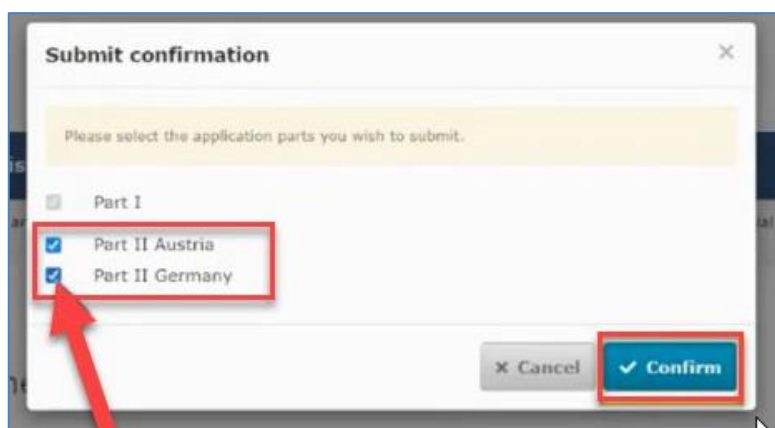 Submit confirmation
Please select the application parts you wish to submit.
Part I
Part II Austria
Part II Germany
Cancel
Confirm